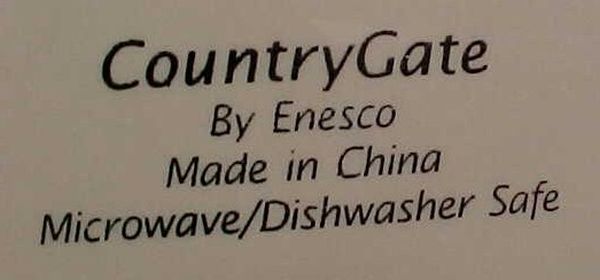 CountryGate
By Enesco
Made in China
Microwave/Dishwasher Safe